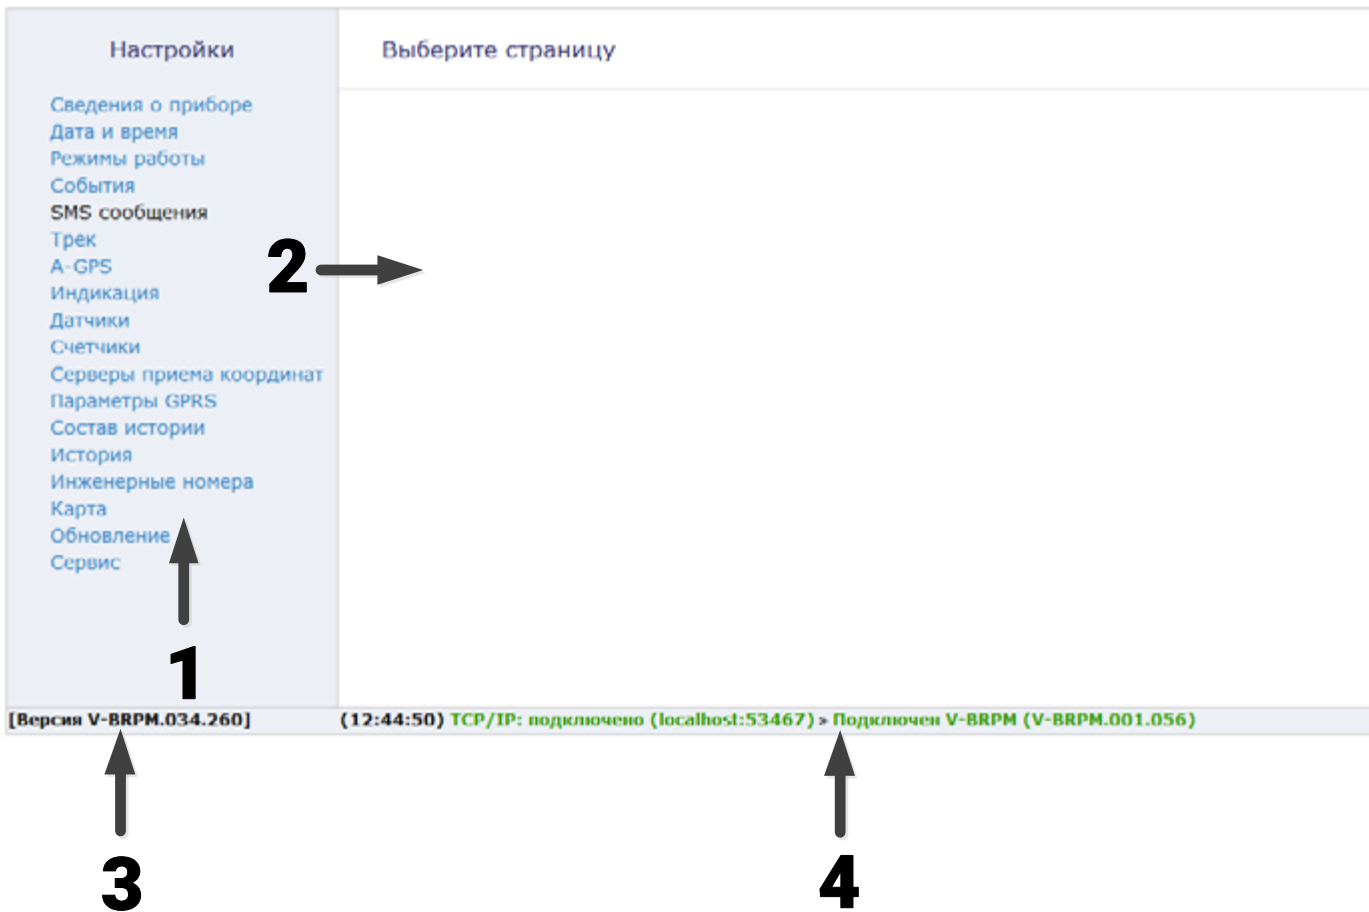 Настройки
Выберите страницу
Сведения о приборе
Дата и время
Режимы работы
События
SMS сообщения
Трек
A-GPS
Индикация
Датчики
Счетчики
Серверы приема координат
Параметры GPRS
Состав истории
История
Инженерные номера
Карта
Обновление
Сервис
2
1
[Версия V-BRPM.034.260]
(12:44:50) TCP/IP: подключено (localhost:53467) » Подключен V-BRPM (V-BRPM.001.056)
3
4